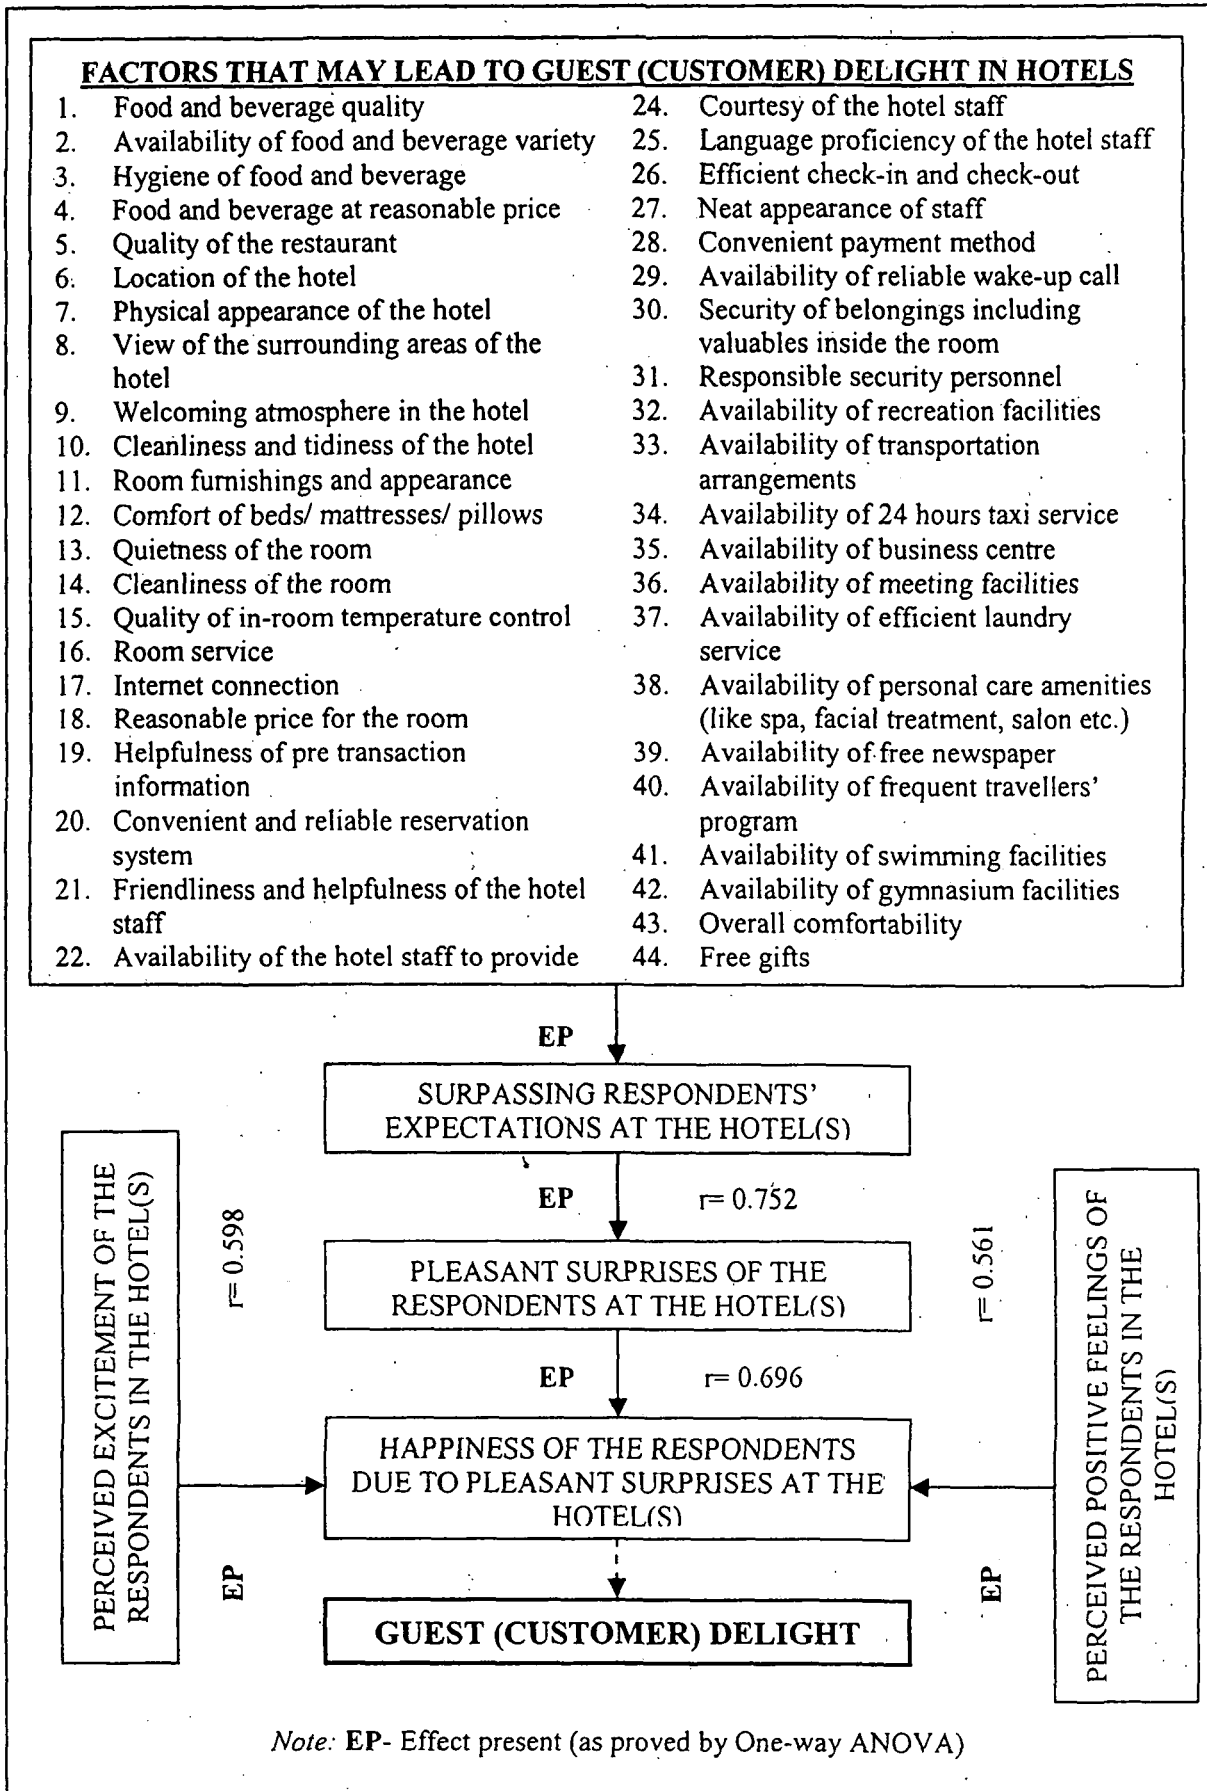 FACTORS THAT MAY LEAD TO GUEST (CUSTOMER) DELIGHT IN HOTELS
1. Food and beverage quality
2. Availability of food and beverage variety
3. Hygiene of food and beverage
4. Food and beverage at reasonable price
5. Quality of the restaurant
6. Location of the hotel
7. Physical appearance of the hotel
8. View of the surrounding areas of the
hotel
9. Welcoming atmosphere in the hotel
10. Cleanliness and tidiness of the hotel
11. Room furnishings and appearance
12. Comfort of beds/ mattresses/ pillows
13. Quietness of the room
14. Cleanliness of the room
15. Quality of in-room temperature control
16. Room service
17. Internet connection
18. Reasonable price for the room
19. Helpfulness of pre transaction
information
20. Convenient and reliable reservation
system
21. Friendliness and helpfulness of the hotel
staff
22. Availability of the hotel staff to provide
24. Courtesy of the hotel staff
25. Language proficiency of the hotel staff
26. Efficient check-in and check-out
27. Neat appearance of staff
28. Convenient payment method
29. Availability of reliable wake-up call
30. Security of belongings including
valuables inside the room
31. Responsible security personnel
32. Availability of recreation facilities
33. Availability of transportation
arrangements
34. Availability of 24 hours taxi service
35. Availability of business centre
36. Availability of meeting facilities
37. Availability of efficient laundry
service
38. Availability of personal care amenities
(like spa, facial treatment, salon etc.)
39. Availability of free newspaper
40. Availability of frequent travellers'
program
41. Availability of swimming facilities
42. Availability of gymnasium facilities
43. Overall comfortability
44. Free gifts
EP
SURPASSING RESPONDENTS'
EXPECTATIONS AT THE HOTEL(S)
EP r= 0.752
PLEASANT SURPRISES OF THE
RESPONDENTS AT THE HOTEL(S)
EP r= 0.696
HAPPINESS OF THE RESPONDENTS
DUE TO PLEASANT SURPRISES AT THE
HOTEL(S)
GUEST (CUSTOMER) DELIGHT
PERCEIVED EXCITEMENT OF THE
RESPONDENTS IN THE HOTEL(S)
r= 0.598
EP
r= 0.561
EP
PERCEIVED POSITIVE FEELINGS OF
THE RESPONDENTS IN THE
HOTEL(S)
Note: EP- Effect present (as proved by One-way ANOVA)